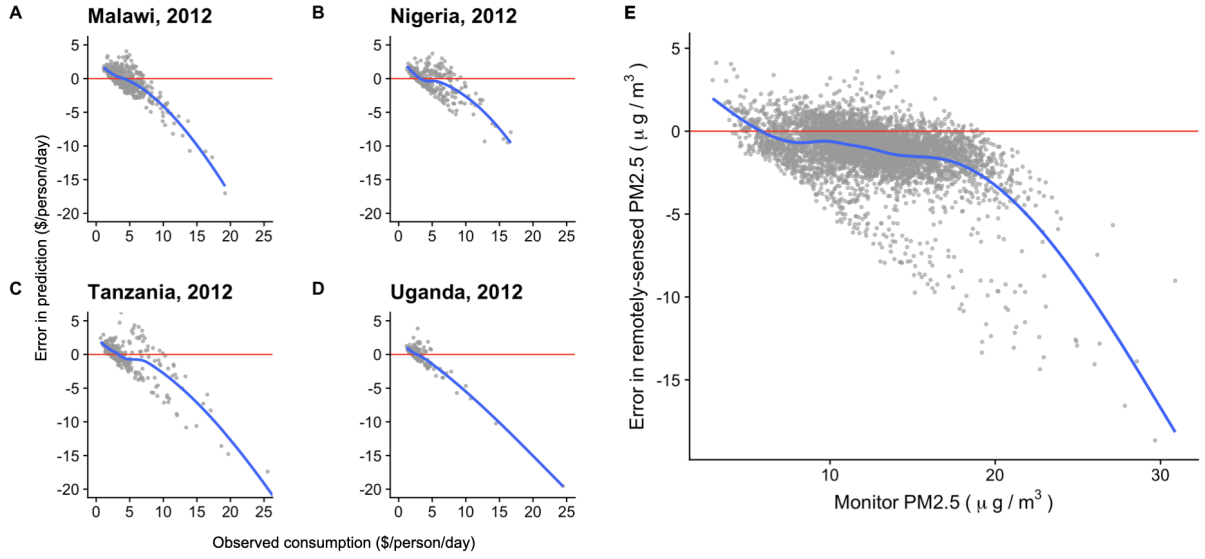 A
Malawi, 2012
5
0
-5
-10
-15
-20
0 5 10 15 20 25
B
Nigeria, 2012
5
0
-5
-10
-15
-20
0 5 10 15 20 25
C
Tanzania, 2012
5
0
-5
-10
-15
-20
0 5 10 15 20 25
D
Uganda, 2012
5
0
-5
-10
-15
-20
0 5 10 15 20 25
Error in prediction ($/person/day)
Observed consumption ($/person/day)
E
Error in remotely-sensed PM2.5 ( μ g / m³ )
5
0
-5
-10
-15
10 20 30
Monitor PM2.5 ( μ g / m³ )